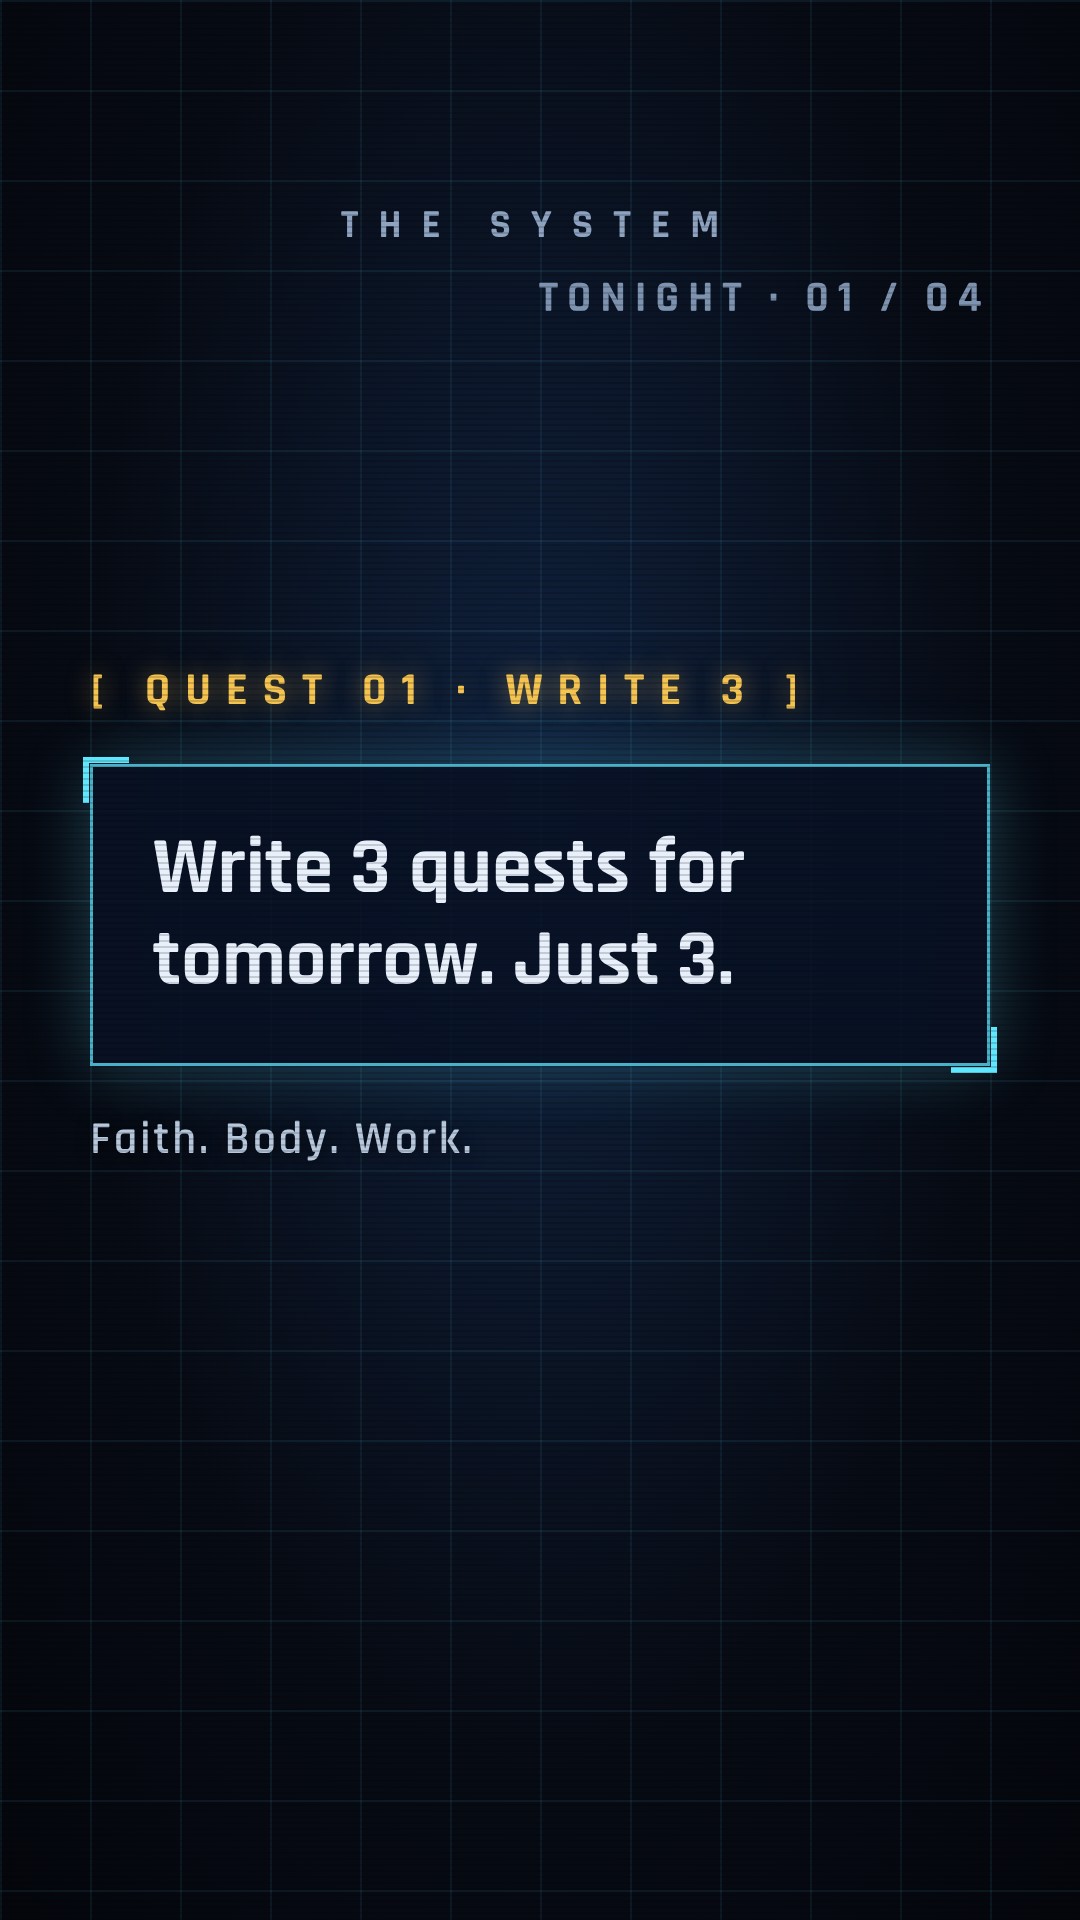 THE SYSTEM
TONIGHT · 01 / 04
[ QUEST 01 · WRITE 3 ]
Write 3 quests for
tomorrow. Just 3.
Faith. Body. Work.